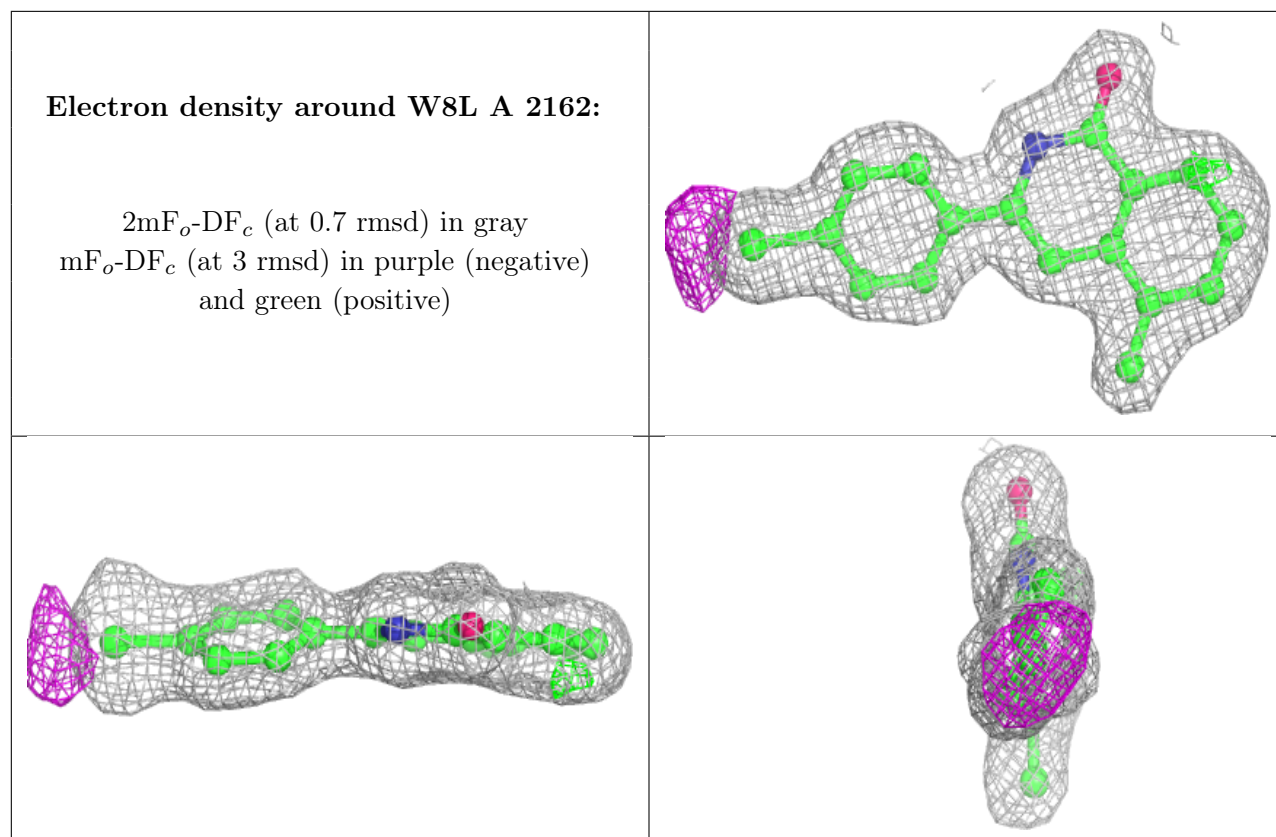 Electron density around W8L A 2162:
2mFₒ-DF𝒸 (at 0.7 rmsd) in gray
mFₒ-DF𝒸 (at 3 rmsd) in purple (negative)
and green (positive)